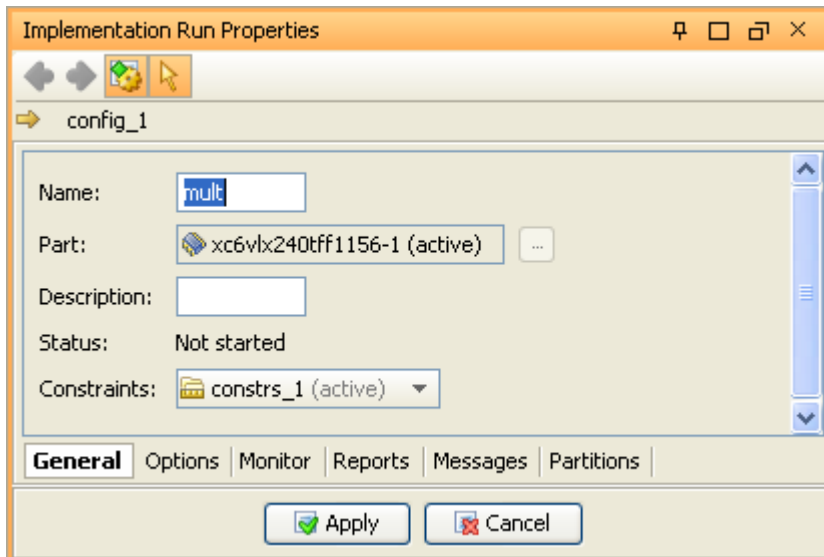 Implementation Run Properties
config_1
Name: mult
Part: xc6vlx240tff1156-1 (active) ...
Description:
Status: Not started
Constraints: constrs_1 (active)
General Options Monitor Reports Messages Partitions
Apply Cancel